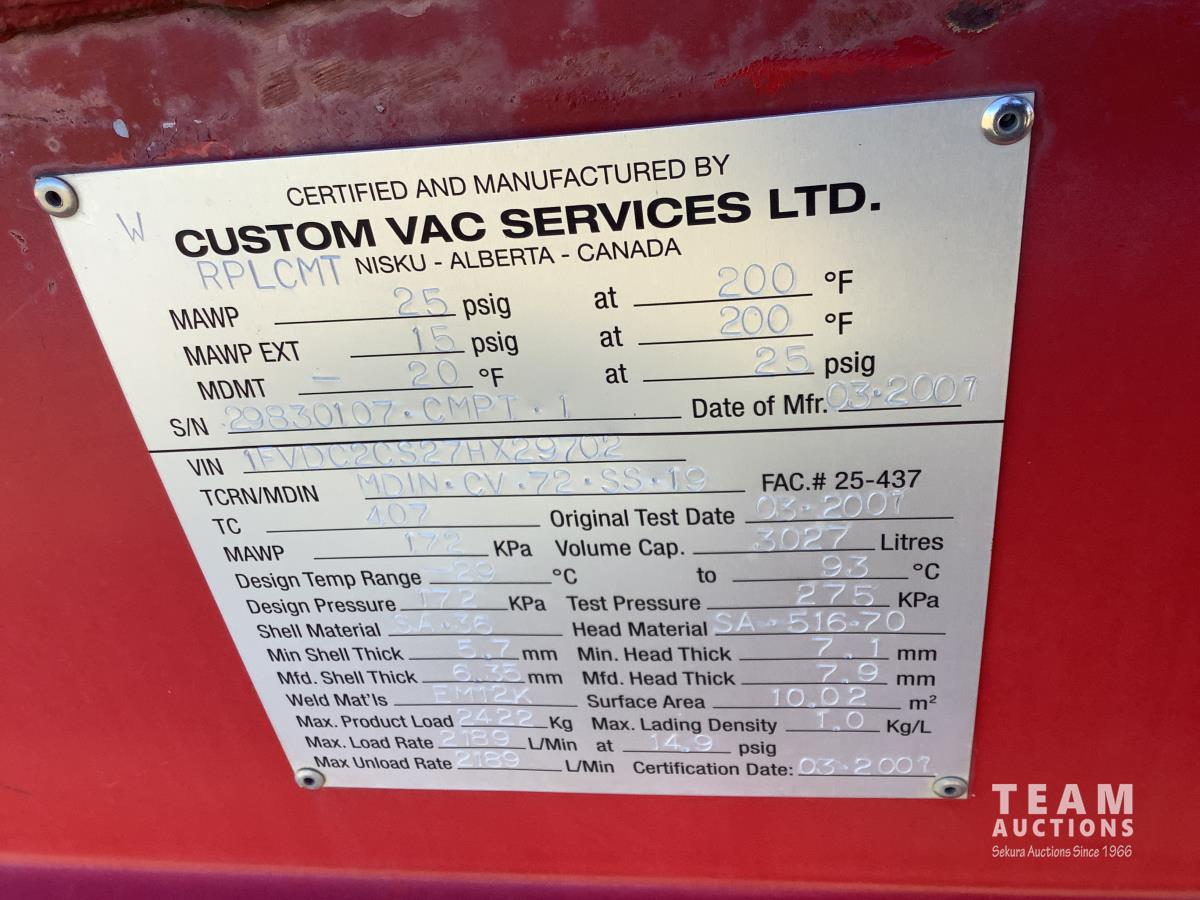 CERTIFIED AND MANUFACTURED BY
W CUSTOM VAC SERVICES LTD.
RPLCMT NISKU - ALBERTA - CANADA
MAWP 25 psig at 200 °F
MAWP EXT 15 psig at 200 °F
MDMT - 20 °F at 25 psig
S/N 29830107-CMPT-1 Date of Mfr. 03-2007
VIN 1FVDC2CS27HX29702
TCRN/MDIN MDIN-CV-72-SS-19 FAC.# 25-437
TC 407 Original Test Date 03-2007
MAWP 172 KPa Volume Cap. 3027 Litres
Design Temp Range -29 °C to 93 °C
Design Pressure 172 KPa Test Pressure 275 KPa
Shell Material SA-36 Head Material SA-516-70
Min Shell Thick 5.7 mm Min. Head Thick 7.1 mm
Mfd. Shell Thick 6.35 mm Mfd. Head Thick 7.9 mm
Weld Mat'ls EM12K Surface Area 10.02 m²
Max. Product Load 2422 Kg Max. Lading Density 1.0 Kg/L
Max. Load Rate 2189 L/Min at 14.9 psig
Max Unload Rate 2189 L/Min Certification Date: 03-2007
TEAM
AUCTIONS
Sekura Auctions Since 1966